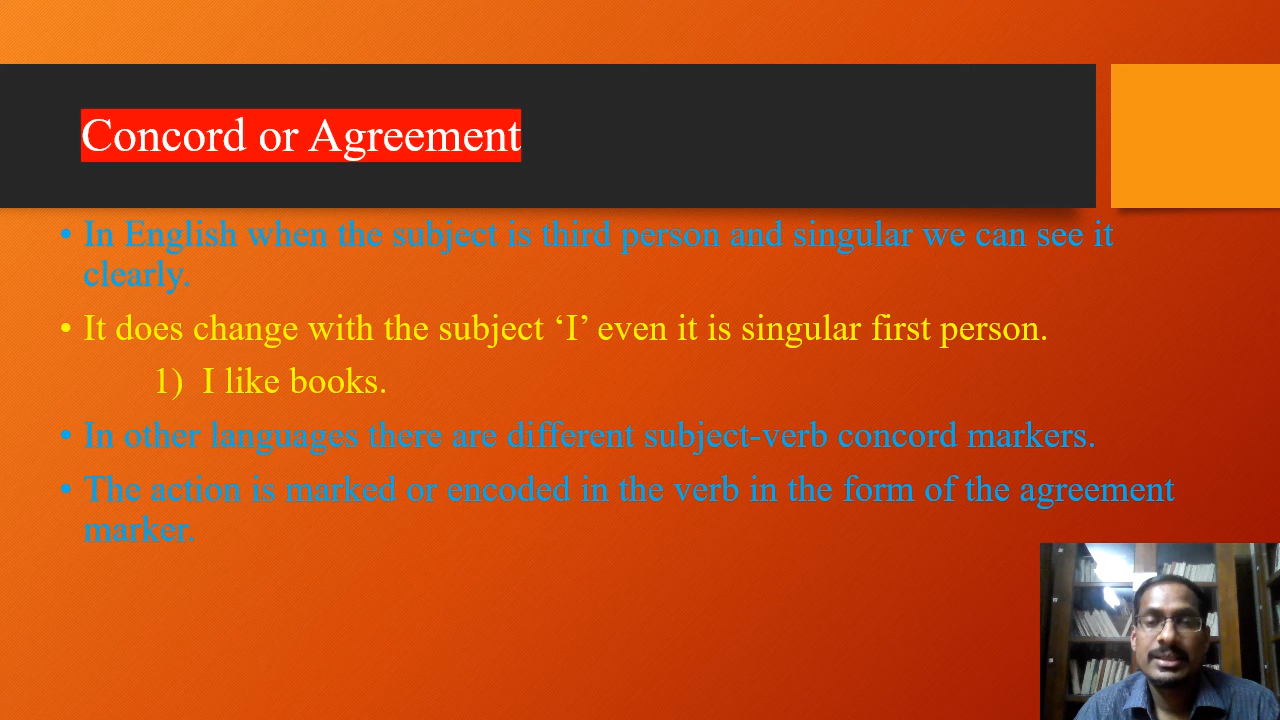 Concord or Agreement
• In English when the subject is third person and singular we can see it
clearly.
• It does change with the subject ‘I’ even it is singular first person.
1) I like books.
• In other languages there are different subject-verb concord markers.
• The action is marked or encoded in the verb in the form of the agreement
marker.